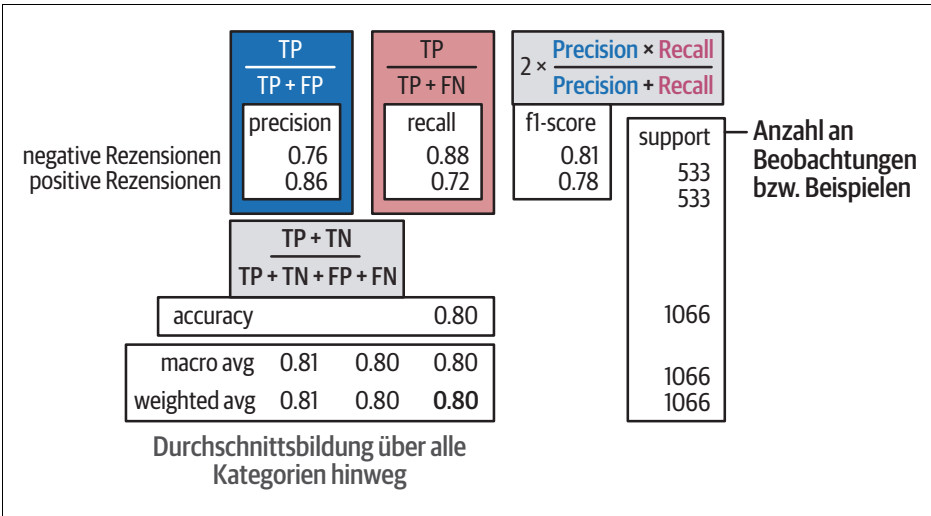 TP
TP + FP
TP
TP + FN
2 × Precision × Recall
Precision + Recall
precision recall f1-score support
negative Rezensionen 0.76 0.88 0.81 533
positive Rezensionen 0.86 0.72 0.78 533
Anzahl an
Beobachtungen
bzw. Beispielen
TP + TN
TP + TN + FP + FN
accuracy 0.80 1066
macro avg 0.81 0.80 0.80 1066
weighted avg 0.81 0.80 0.80 1066
Durchschnittsbildung über alle
Kategorien hinweg